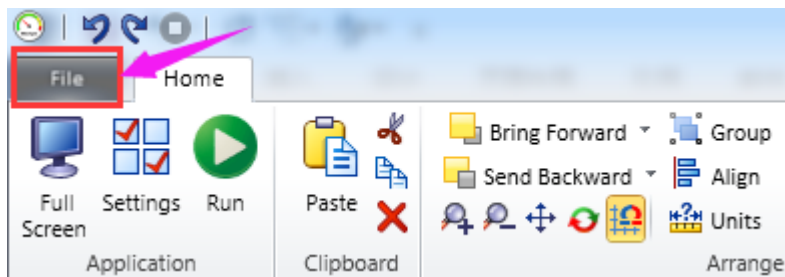 File
Home
Full Screen
Settings
Run
Application
Paste
Clipboard
Bring Forward
Send Backward
Group
Align
Units
Arrange